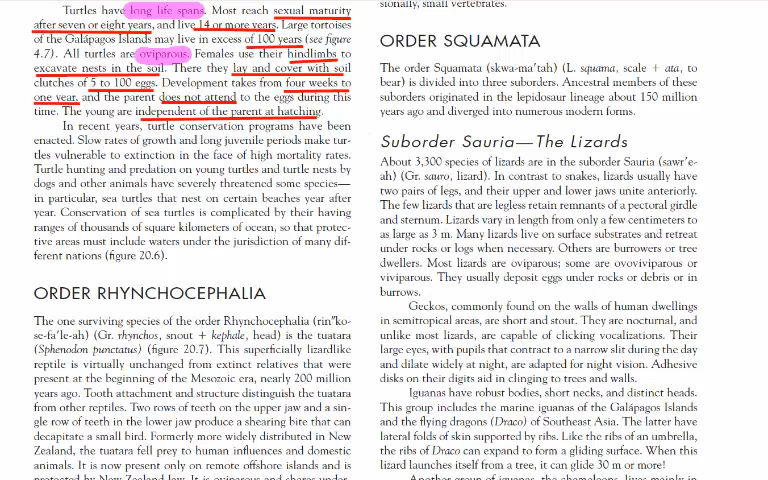 Turtles have long life spans. Most reach sexual maturity
after seven or eight years, and live 14 or more years. Large tortoises
of the Galápagos Islands may live in excess of 100 years (see figure
4.7). All turtles are oviparous. Females use their hindlimbs to
excavate nests in the soil. There they lay and cover with soil
clutches of 5 to 100 eggs. Development takes from four weeks to
one year, and the parent does not attend to the eggs during this
time. The young are independent of the parent at hatching.
In recent years, turtle conservation programs have been
enacted. Slow rates of growth and long juvenile periods make tur-
tles vulnerable to extinction in the face of high mortality rates.
Turtle hunting and predation on young turtles and turtle nests by
dogs and other animals have severely threatened some species—
in particular, sea turtles that nest on certain beaches year after
year. Conservation of sea turtles is complicated by their having
ranges of thousands of square kilometers of ocean, so that protec-
tive areas must include waters under the jurisdiction of many dif-
ferent nations (figure 20.6).
ORDER RHYNCHOCEPHALIA
The one surviving species of the order Rhynchocephalia (rin″ko-
se-fa′le-ah) (Gr. rhynchos, snout + kephale, head) is the tuatara
(Sphenodon punctatus) (figure 20.7). This superficially lizardlike
reptile is virtually unchanged from extinct relatives that were
present at the beginning of the Mesozoic era, nearly 200 million
years ago. Tooth attachment and structure distinguish the tuatara
from other reptiles. Two rows of teeth on the upper jaw and a sin-
gle row of teeth in the lower jaw produce a shearing bite that can
decapitate a small bird. Formerly more widely distributed in New
Zealand, the tuatara fell prey to human influences and domestic
animals. It is now present only on remote offshore islands and is
protected by New Zealand law. It is oviparous and shares under-
sionally, small vertebrates.
ORDER SQUAMATA
The order Squamata (skwa-ma′tah) (L. squama, scale + ata, to
bear) is divided into three suborders. Ancestral members of these
suborders originated in the lepidosaur lineage about 150 million
years ago and diverged into numerous modern forms.
Suborder Sauria—The Lizards
About 3,300 species of lizards are in the suborder Sauria (sawr′e-
ah) (Gr. sauro, lizard). In contrast to snakes, lizards usually have
two pairs of legs, and their upper and lower jaws unite anteriorly.
The few lizards that are legless retain remnants of a pectoral girdle
and sternum. Lizards vary in length from only a few centimeters to
as large as 3 m. Many lizards live on surface substrates and retreat
under rocks or logs when necessary. Others are burrowers or tree
dwellers. Most lizards are oviparous; some are ovoviviparous or
viviparous. They usually deposit eggs under rocks or debris or in
burrows.
Geckos, commonly found on the walls of human dwellings
in semitropical areas, are short and stout. They are nocturnal, and
unlike most lizards, are capable of clicking vocalizations. Their
large eyes, with pupils that contract to a narrow slit during the day
and dilate widely at night, are adapted for night vision. Adhesive
disks on their digits aid in clinging to trees and walls.
Iguanas have robust bodies, short necks, and distinct heads.
This group includes the marine iguanas of the Galápagos Islands
and the flying dragons (Draco) of Southeast Asia. The latter have
lateral folds of skin supported by ribs. Like the ribs of an umbrella,
the ribs of Draco can expand to form a gliding surface. When this
lizard launches itself from a tree, it can glide 30 m or more!
Another group of iguanas, the chameleons, lives mainly in